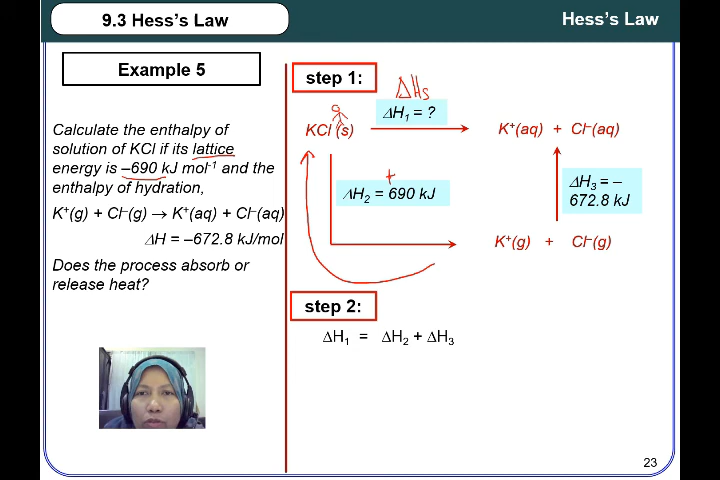 9.3 Hess's Law
Hess's Law
Example 5
Calculate the enthalpy of
solution of KCl if its lattice
energy is –690 kJ mol⁻¹ and the
enthalpy of hydration,
K⁺(g) + Cl⁻(g) → K⁺(aq) + Cl⁻(aq)
ΔH = –672.8 kJ/mol
Does the process absorb or
release heat?
step 1:
ΔHs
ΔH₁ = ?
KCl (s)
K⁺(aq) + Cl⁻(aq)
+
ΔH₂ = 690 kJ
ΔH₃ = –
672.8 kJ
K⁺(g) + Cl⁻(g)
step 2:
ΔH₁ = ΔH₂ + ΔH₃
23